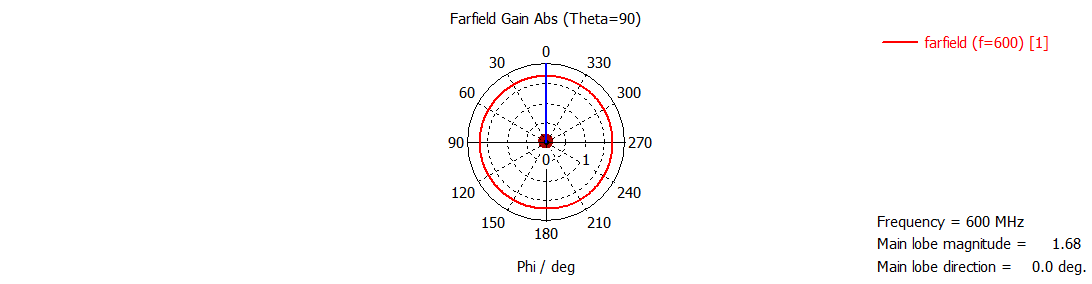 Farfield Gain Abs (Theta=90)
farfield (f=600) [1]
0
30
330
60
300
90
270
0
1
120
240
150
210
180
Frequency = 600 MHz
Main lobe magnitude = 1.68
Main lobe direction = 0.0 deg.
Phi / deg